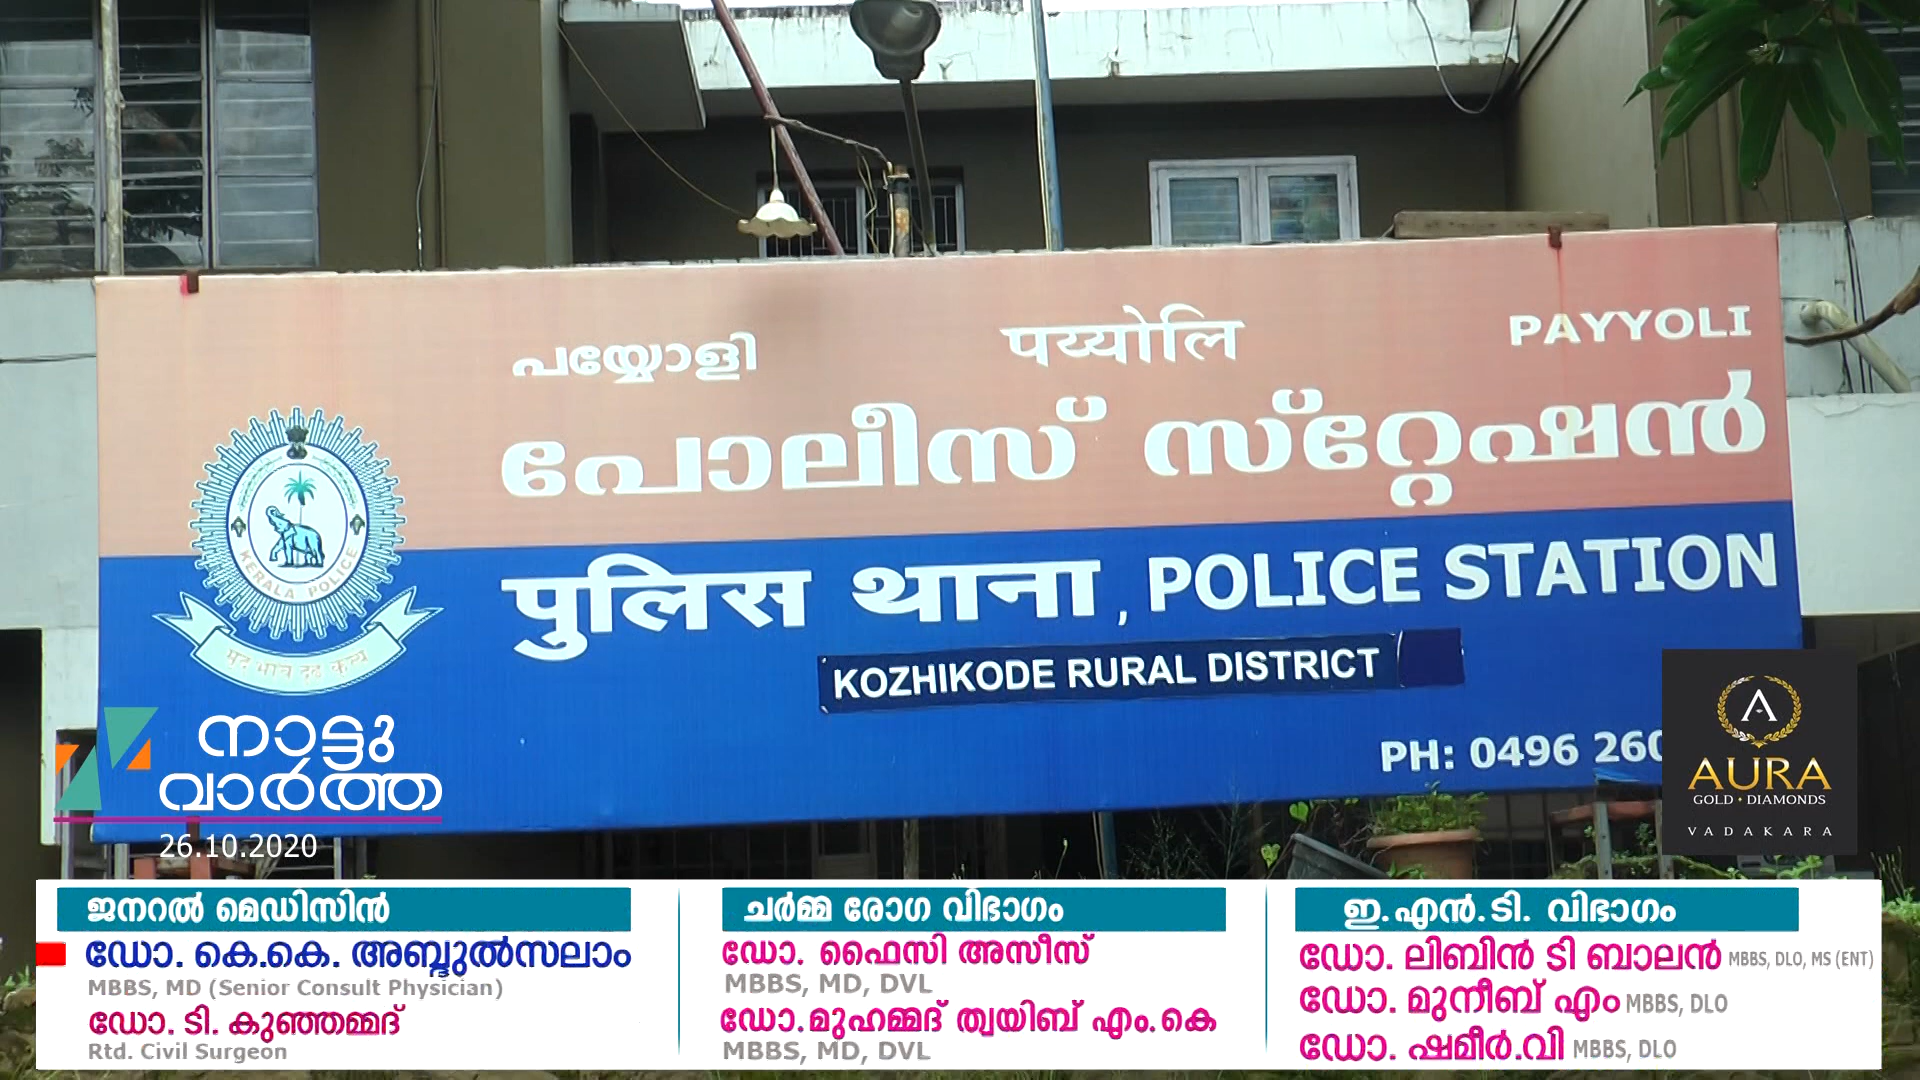 പയ്യോളി
पय्योलि
PAYYOLI
പോലീസ് സ്റ്റേഷൻ
पुलिस थाना, POLICE STATION
KOZHIKODE RURAL DISTRICT
PH: 0496 260
KERALA POLICE
നാട്ടു
വാർത്ത
26.10.2020
A
AURA
GOLD • DIAMONDS
VADAKARA
ജനറൽ മെഡിസിൻ
ഡോ. കെ.കെ. അബ്ദുൽസലാം
MBBS, MD (Senior Consult Physician)
ഡോ. ടി. കുഞ്ഞമ്മദ്
Rtd. Civil Surgeon
ചർമ്മ രോഗ വിഭാഗം
ഡോ. ഫൈസി അസീസ്
MBBS, MD, DVL
ഡോ.മുഹമ്മദ് ത്വയിബ് എം.കെ
MBBS, MD, DVL
ഇ.എൻ.ടി. വിഭാഗം
ഡോ. ലിബിൻ ടി ബാലൻ MBBS, DLO, MS (ENT)
ഡോ. മുനീബ് എം MBBS, DLO
ഡോ. ഷമീർ.വി MBBS, DLO